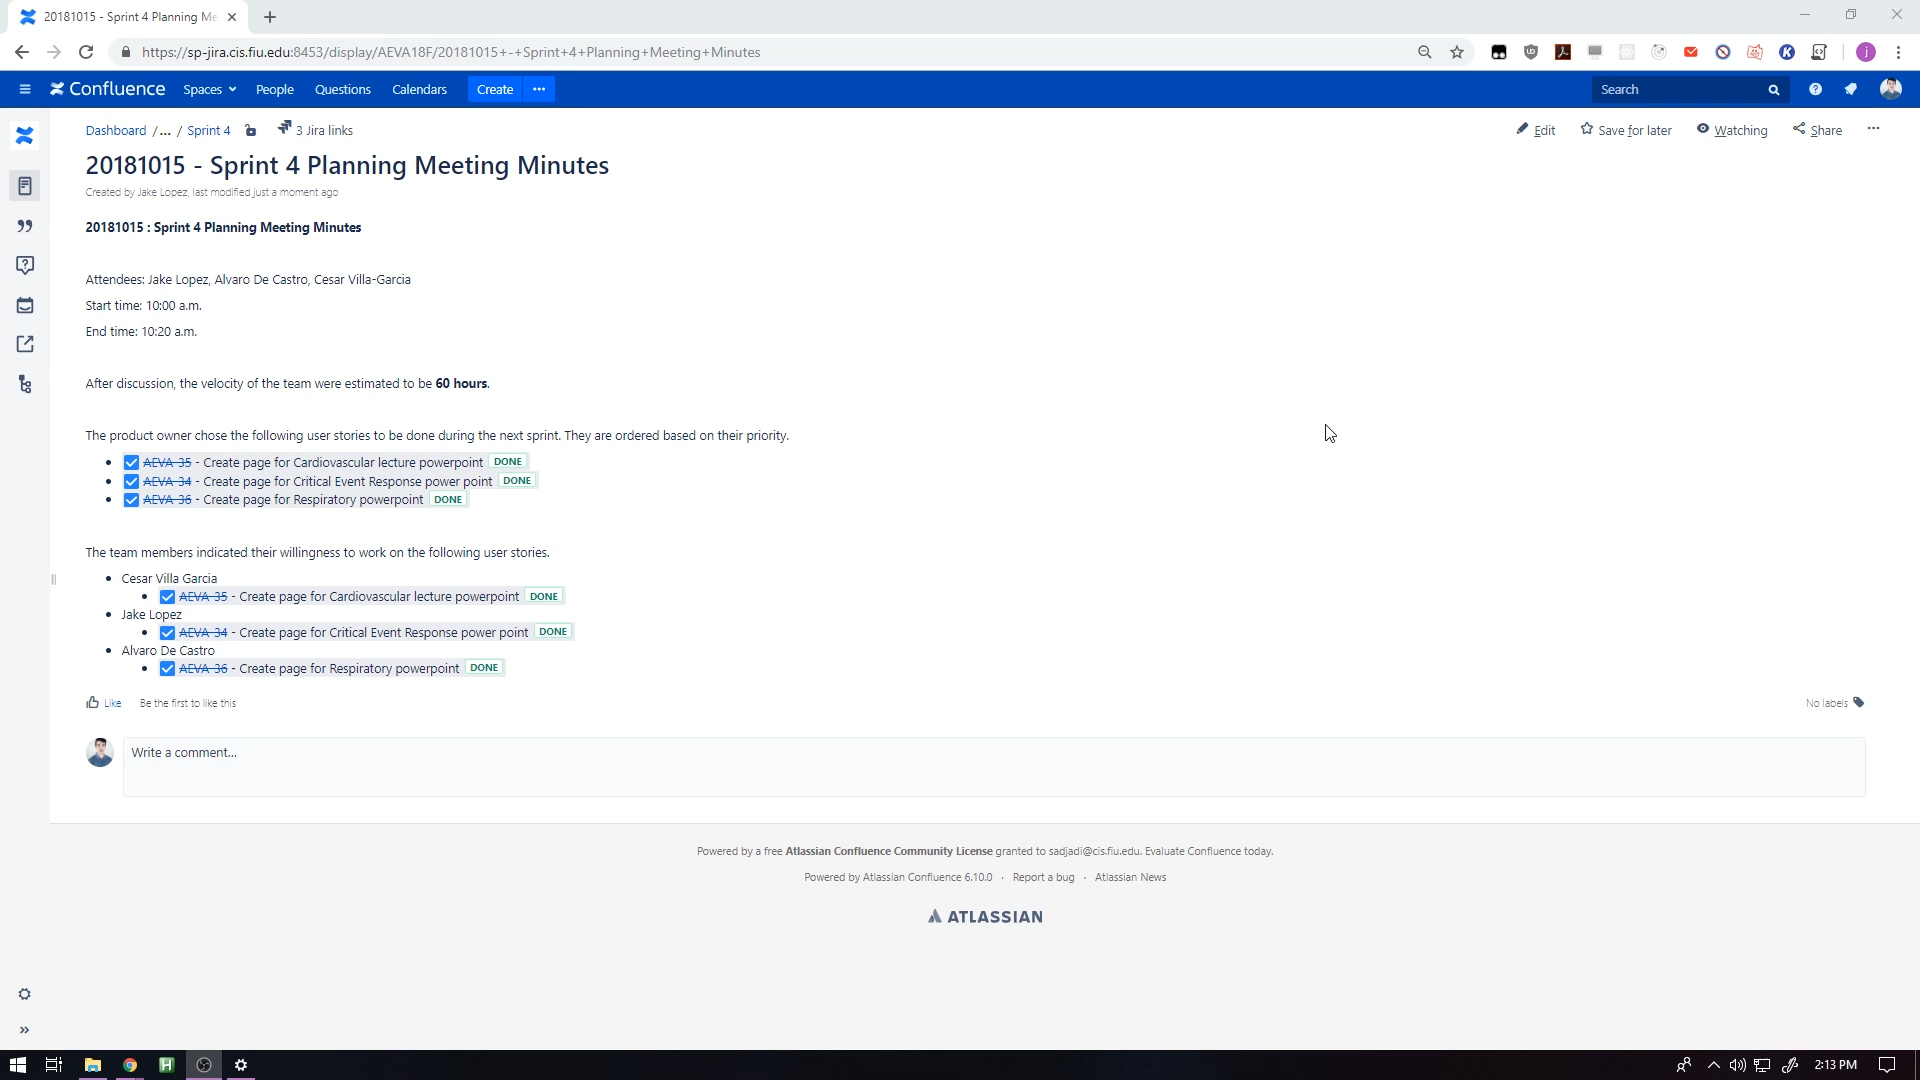 20181015 - Sprint 4 Planning Me
https://sp-jira.cis.fiu.edu:8453/display/AEVA18F/20181015+-+Sprint+4+Planning+Meeting+Minutes
Confluence Spaces People Questions Calendars Create ··· Search
Dashboard /... / Sprint 4 3 Jira links Edit Save for later Watching Share ···
20181015 - Sprint 4 Planning Meeting Minutes
Created by Jake Lopez, last modified just a moment ago
20181015 : Sprint 4 Planning Meeting Minutes
Attendees: Jake Lopez, Alvaro De Castro, Cesar Villa-Garcia
Start time: 10:00 a.m.
End time: 10:20 a.m.
After discussion, the velocity of the team were estimated to be 60 hours.
The product owner chose the following user stories to be done during the next sprint. They are ordered based on their priority.
AEVA-35 - Create page for Cardiovascular lecture powerpoint DONE
AEVA-34 - Create page for Critical Event Response power point DONE
AEVA-36 - Create page for Respiratory powerpoint DONE
The team members indicated their willingness to work on the following user stories.
Cesar Villa Garcia
AEVA-35 - Create page for Cardiovascular lecture powerpoint DONE
Jake Lopez
AEVA-34 - Create page for Critical Event Response power point DONE
Alvaro De Castro
AEVA-36 - Create page for Respiratory powerpoint DONE
Like Be the first to like this No labels
Write a comment...
Powered by a free Atlassian Confluence Community License granted to sadjadi@cis.fiu.edu. Evaluate Confluence today.
Powered by Atlassian Confluence 6.10.0 · Report a bug · Atlassian News
ATLASSIAN
2:13 PM